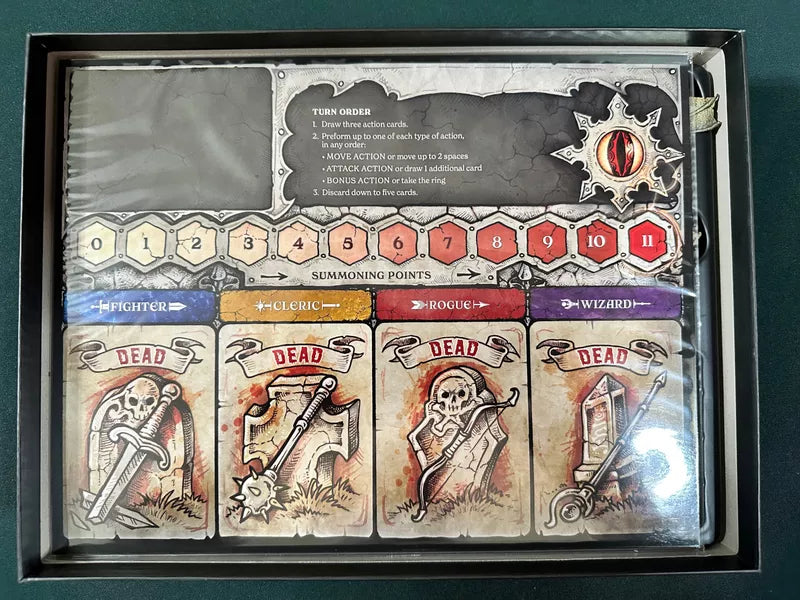 TURN ORDER
1. Draw three action cards.
2. Preform up to one of each type of action,
in any order:
• MOVE ACTION or move up to 2 spaces
• ATTACK ACTION or draw 1 additional card
• BONUS ACTION or take the ring
3. Discard down to five cards.
0 1 2 3 4 5 6 7 8 9 10 11
SUMMONING POINTS
FIGHTER CLERIC ROGUE WIZARD
DEAD DEAD DEAD DEAD